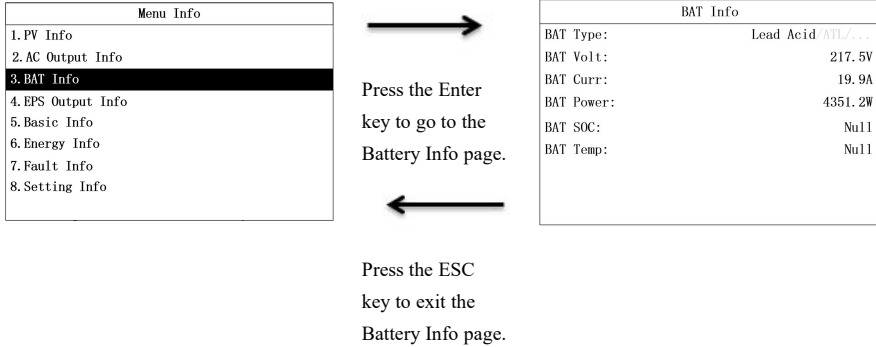 Menu Info
1.PV Info
2.AC Output Info
3.BAT Info
4.EPS Output Info
5.Basic Info
6.Energy Info
7.Fault Info
8.Setting Info
Press the Enter
key to go to the
Battery Info page.
Press the ESC
key to exit the
Battery Info page.
BAT Info
BAT Type: Lead Acid/ATL/...
BAT Volt: 217.5V
BAT Curr: 19.9A
BAT Power: 4351.2W
BAT SOC: Null
BAT Temp: Null